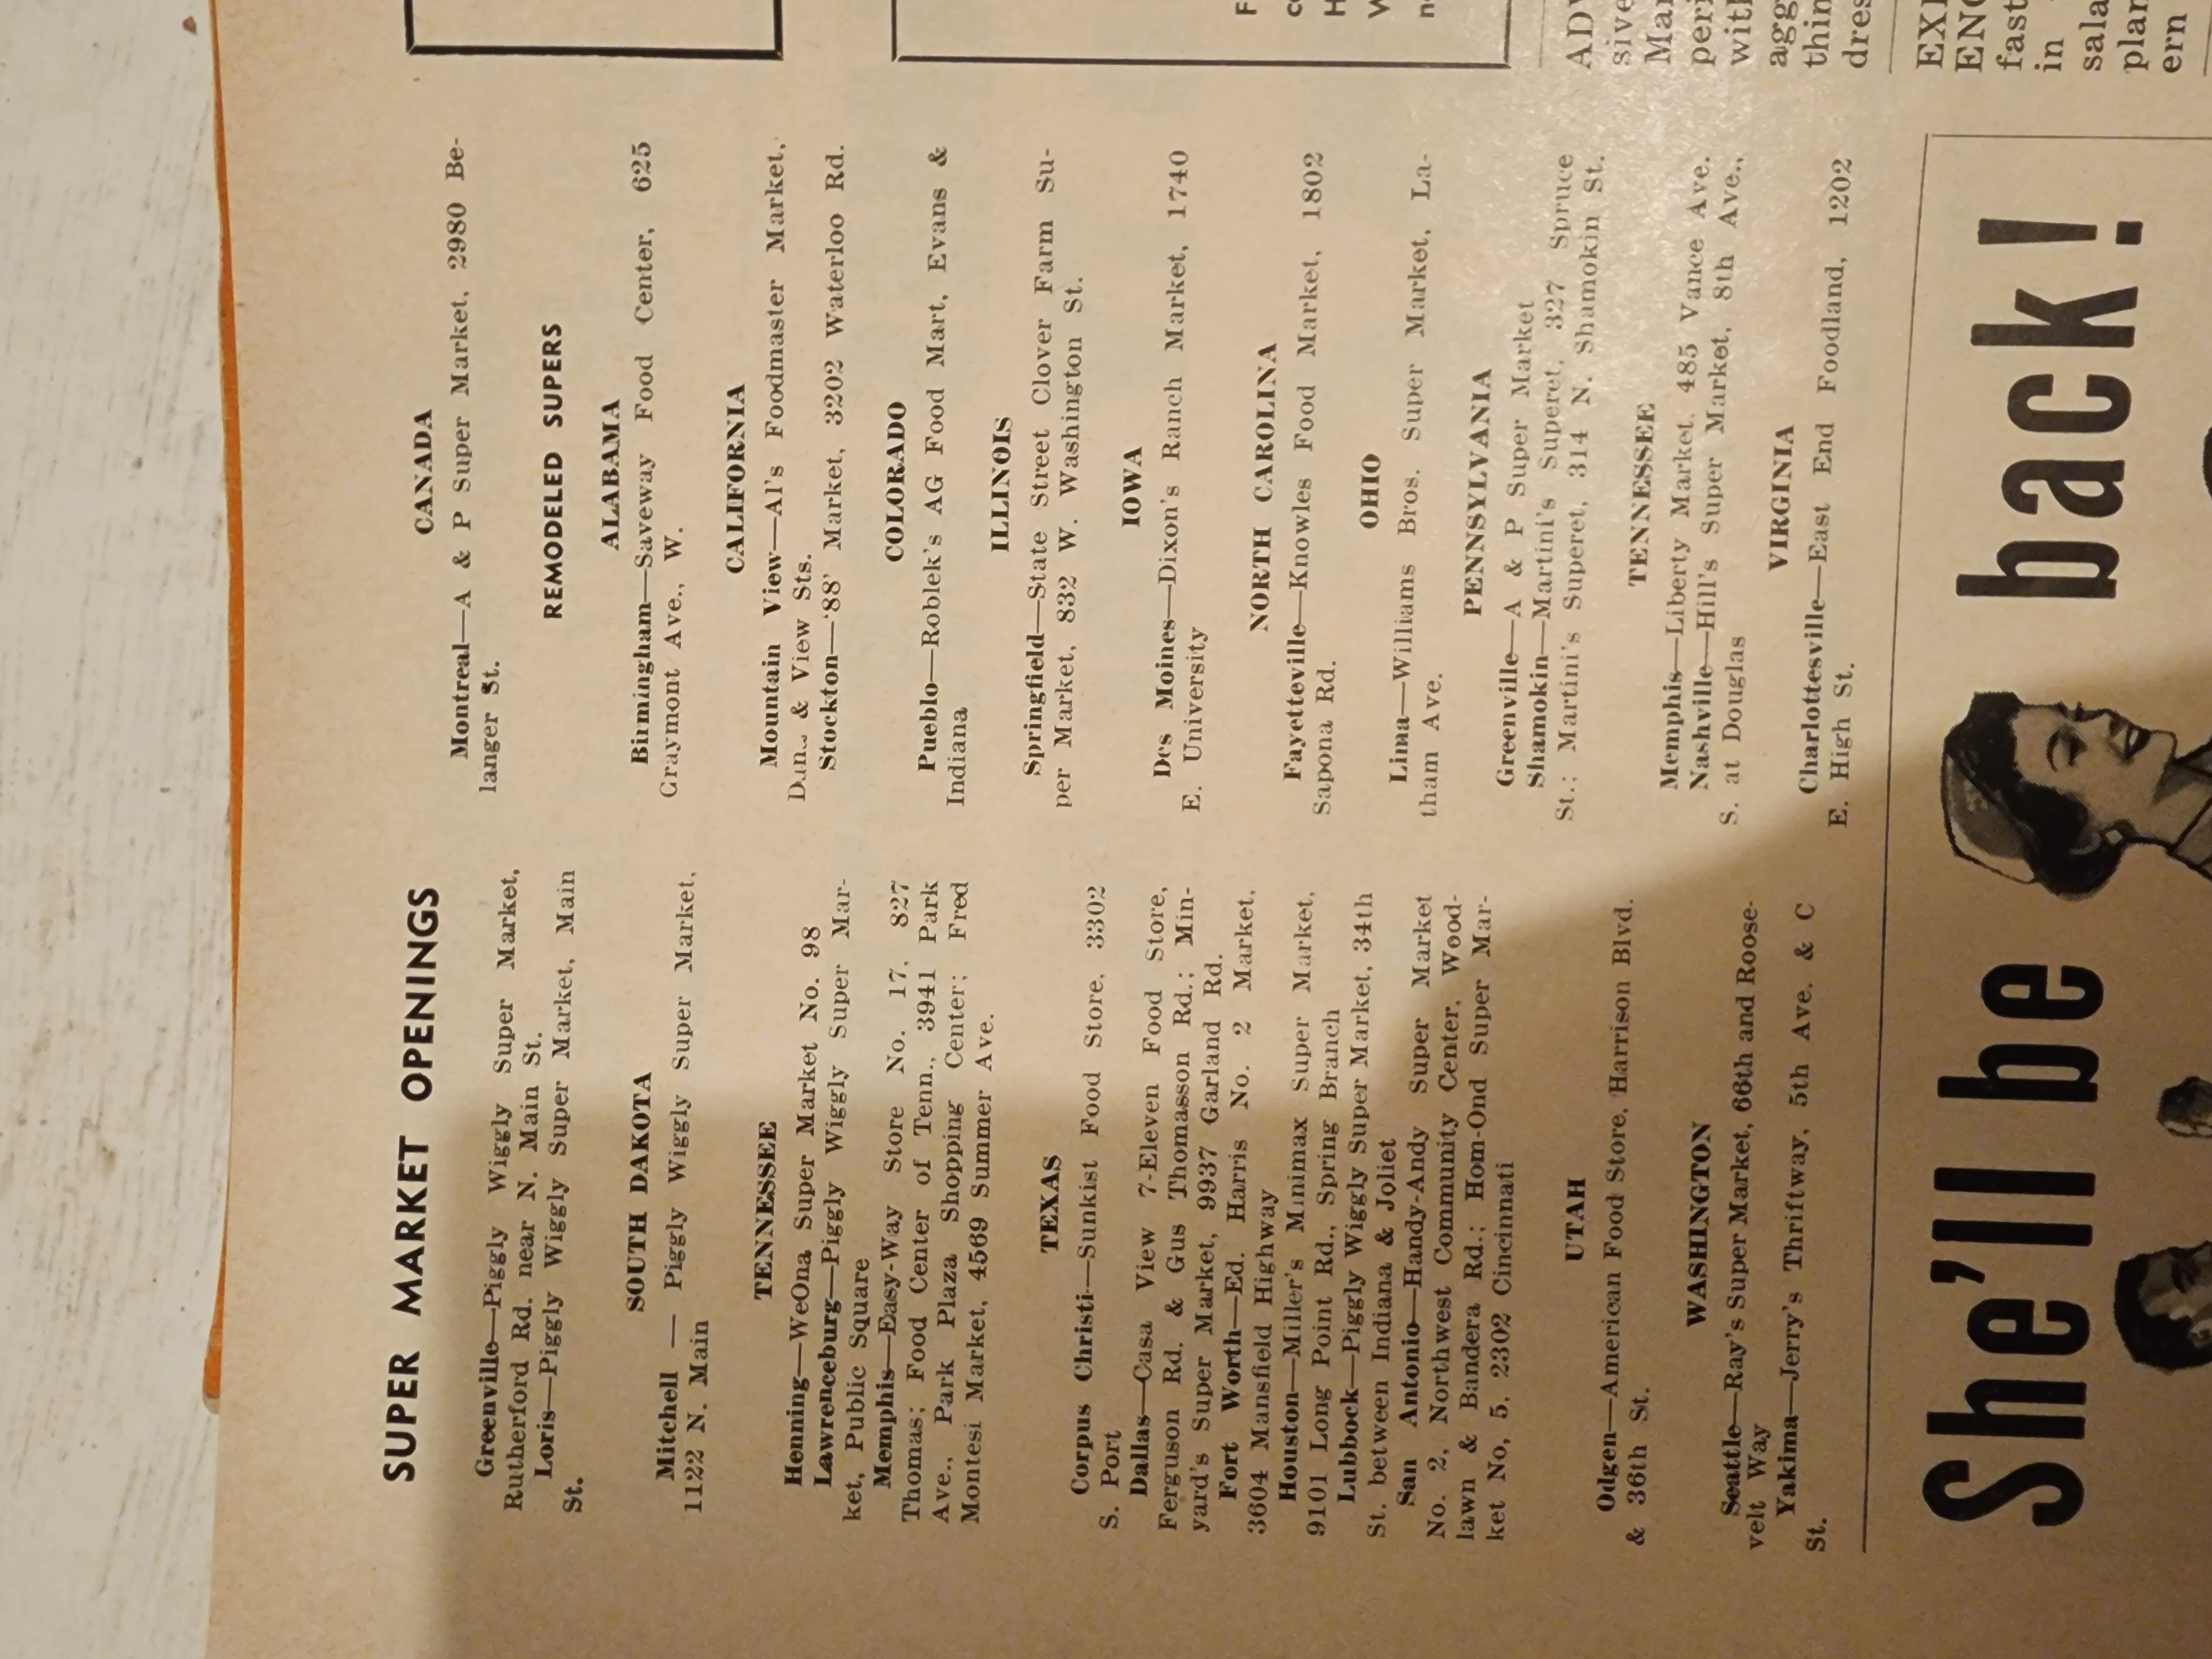 SUPER MARKET OPENINGS
Greenville—Piggly Wiggly Super Market,
Rutherford Rd. near N. Main St.
Loris—Piggly Wiggly Super Market, Main
St.
SOUTH DAKOTA
Mitchell — Piggly Wiggly Super Market,
1122 N. Main
TENNESSEE
Henning—WeOna Super Market No. 98
Lawrenceburg—Piggly Wiggly Super Mar-
ket, Public Square
Memphis—Easy-Way Store No. 17, 827
Thomas; Food Center of Tenn., 3941 Park
Ave., Park Plaza Shopping Center; Fred
Montesi Market, 4569 Summer Ave.
TEXAS
Corpus Christi—Sunkist Food Store, 3302
S. Port
Dallas—Casa View 7-Eleven Food Store,
Ferguson Rd. & Gus Thomasson Rd.; Min-
yard's Super Market, 9937 Garland Rd.
Fort Worth—Ed. Harris No. 2 Market,
3604 Mansfield Highway
Houston—Miller's Minimax Super Market,
9101 Long Point Rd., Spring Branch
Lubbock—Piggly Wiggly Super Market, 34th
St. between Indiana & Joliet
San Antonio—Handy-Andy Super Market
No. 2, Northwest Community Center, Wood-
lawn & Bandera Rd.; Hom-Ond Super Mar-
ket No, 5, 2302 Cincinnati
UTAH
Odgen—American Food Store, Harrison Blvd.
& 36th St.
WASHINGTON
Seattle—Ray's Super Market, 66th and Roose-
velt Way
Yakima—Jerry's Thriftway, 5th Ave. & C
St.
CANADA
Montreal—A & P Super Market, 2980 Be-
langer St.
REMODELED SUPERS
ALABAMA
Birmingham—Saveway Food Center, 625
Graymont Ave., W.
CALIFORNIA
Mountain View—Al's Foodmaster Market,
& View Sts.
Stockton—'88' Market, 3202 Waterloo Rd.
COLORADO
Pueblo—Roblek's AG Food Mart, Evans &
Indiana
ILLINOIS
Springfield—State Street Clover Farm Su-
per Market, 832 W. Washington St.
IOWA
Des Moines—Dixon's Ranch Market, 1740
E. University
NORTH CAROLINA
Fayetteville—Knowles Food Market, 1802
Sapona Rd.
OHIO
Lima—Williams Bros. Super Market, La-
tham Ave.
PENNSYLVANIA
Greenville—A & P Super Market
Shamokin—Martini's Superet, 327 Spruce
St.; Martini's Superet, 314 N. Shamokin St.
TENNESSEE
Memphis—Liberty Market, 485 Vance Ave.
Nashville—Hill's Super Market, 8th Ave.,
S. at Douglas
VIRGINIA
Charlottesville—East End Foodland, 1202
E. High St.
She'll be back!